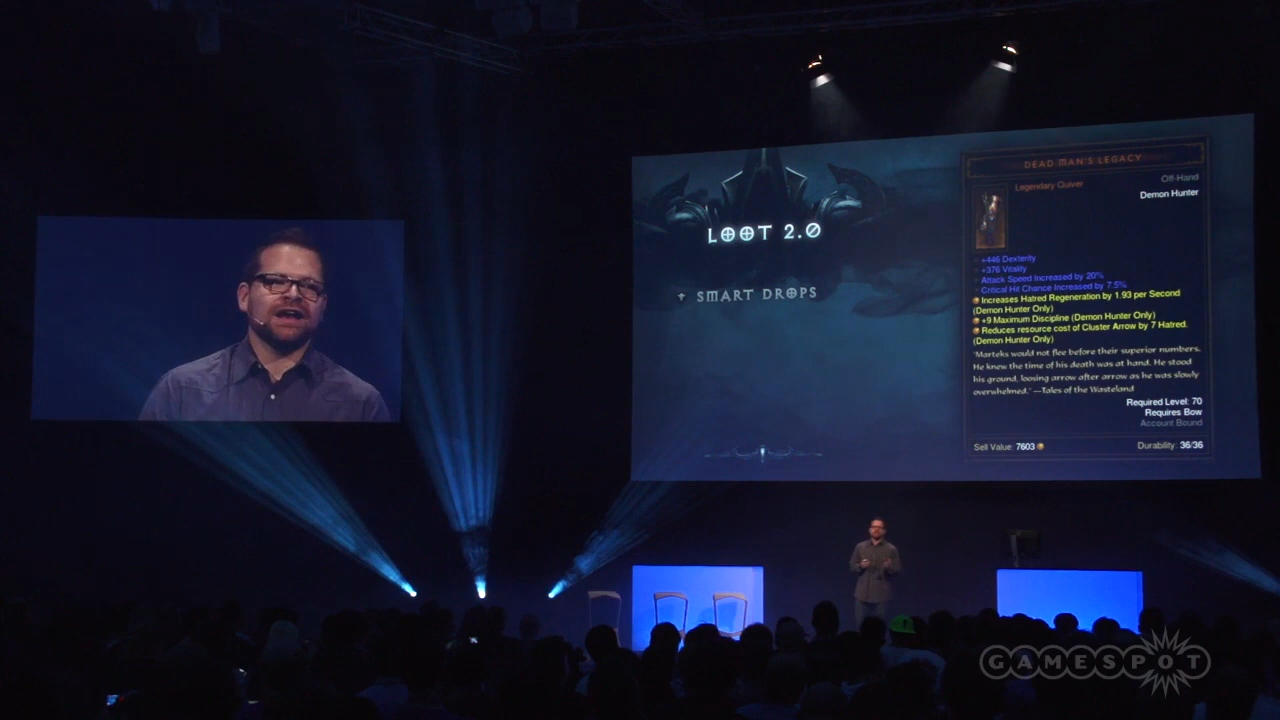 LOOT 2.0
SMART DROPS
DEAD MAN'S LEGACY
Legendary Quiver
Off-Hand
Demon Hunter
+446 Dexterity
+376 Vitality
Attack Speed Increased by 20%
Critical Hit Chance Increased by 7.5%
Increases Hatred Regeneration by 1.93 per Second
(Demon Hunter Only)
+9 Maximum Discipline (Demon Hunter Only)
Reduces resource cost of Cluster Arrow by 7 Hatred.
(Demon Hunter Only)
"Marteks would not flee before their superior numbers.
He knew the time of his death was at hand. He stood
his ground, loosing arrow after arrow as he was slowly
overwhelmed." —Tales of the Wasteland
Required Level: 70
Requires Bow
Account Bound
Sell Value: 7603
Durability: 36/36
GAMESPOT